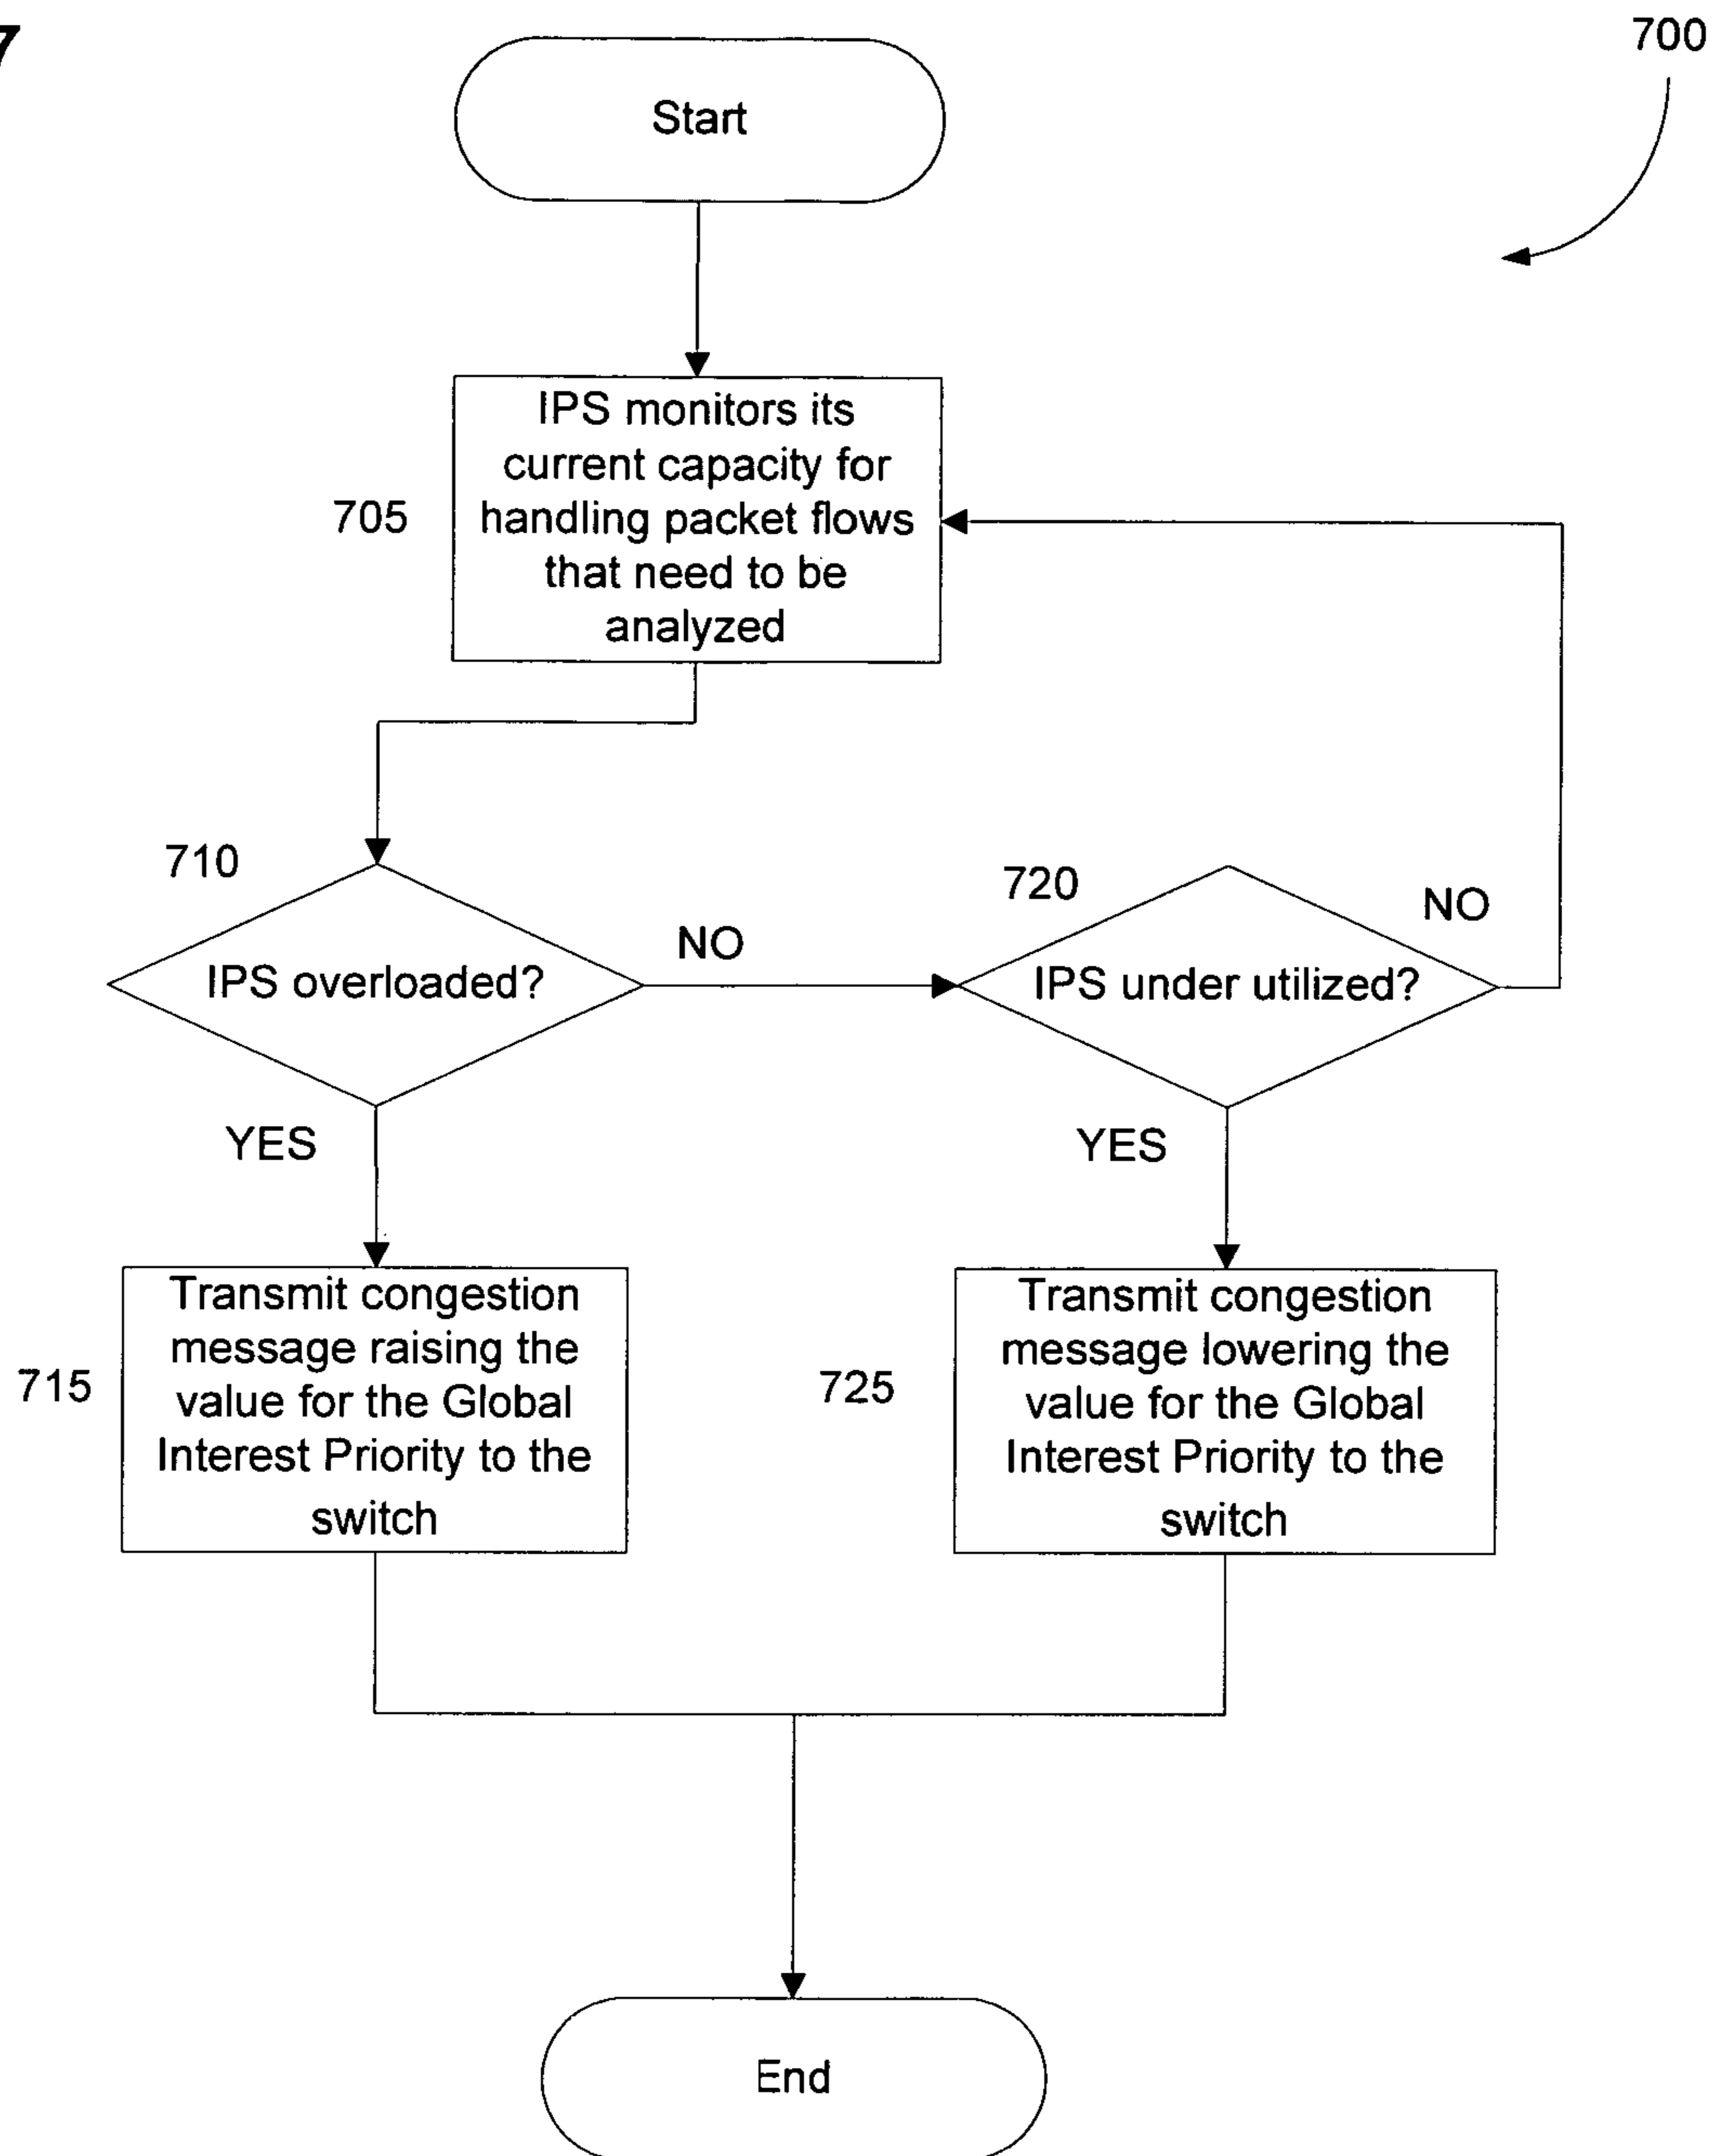 7
700
Start
705
IPS monitors its
current capacity for
handling packet flows
that need to be
analyzed
710
IPS overloaded?
NO
720
IPS under utilized?
NO
YES
YES
715
Transmit congestion
message raising the
value for the Global
Interest Priority to the
switch
725
Transmit congestion
message lowering the
value for the Global
Interest Priority to the
switch
End